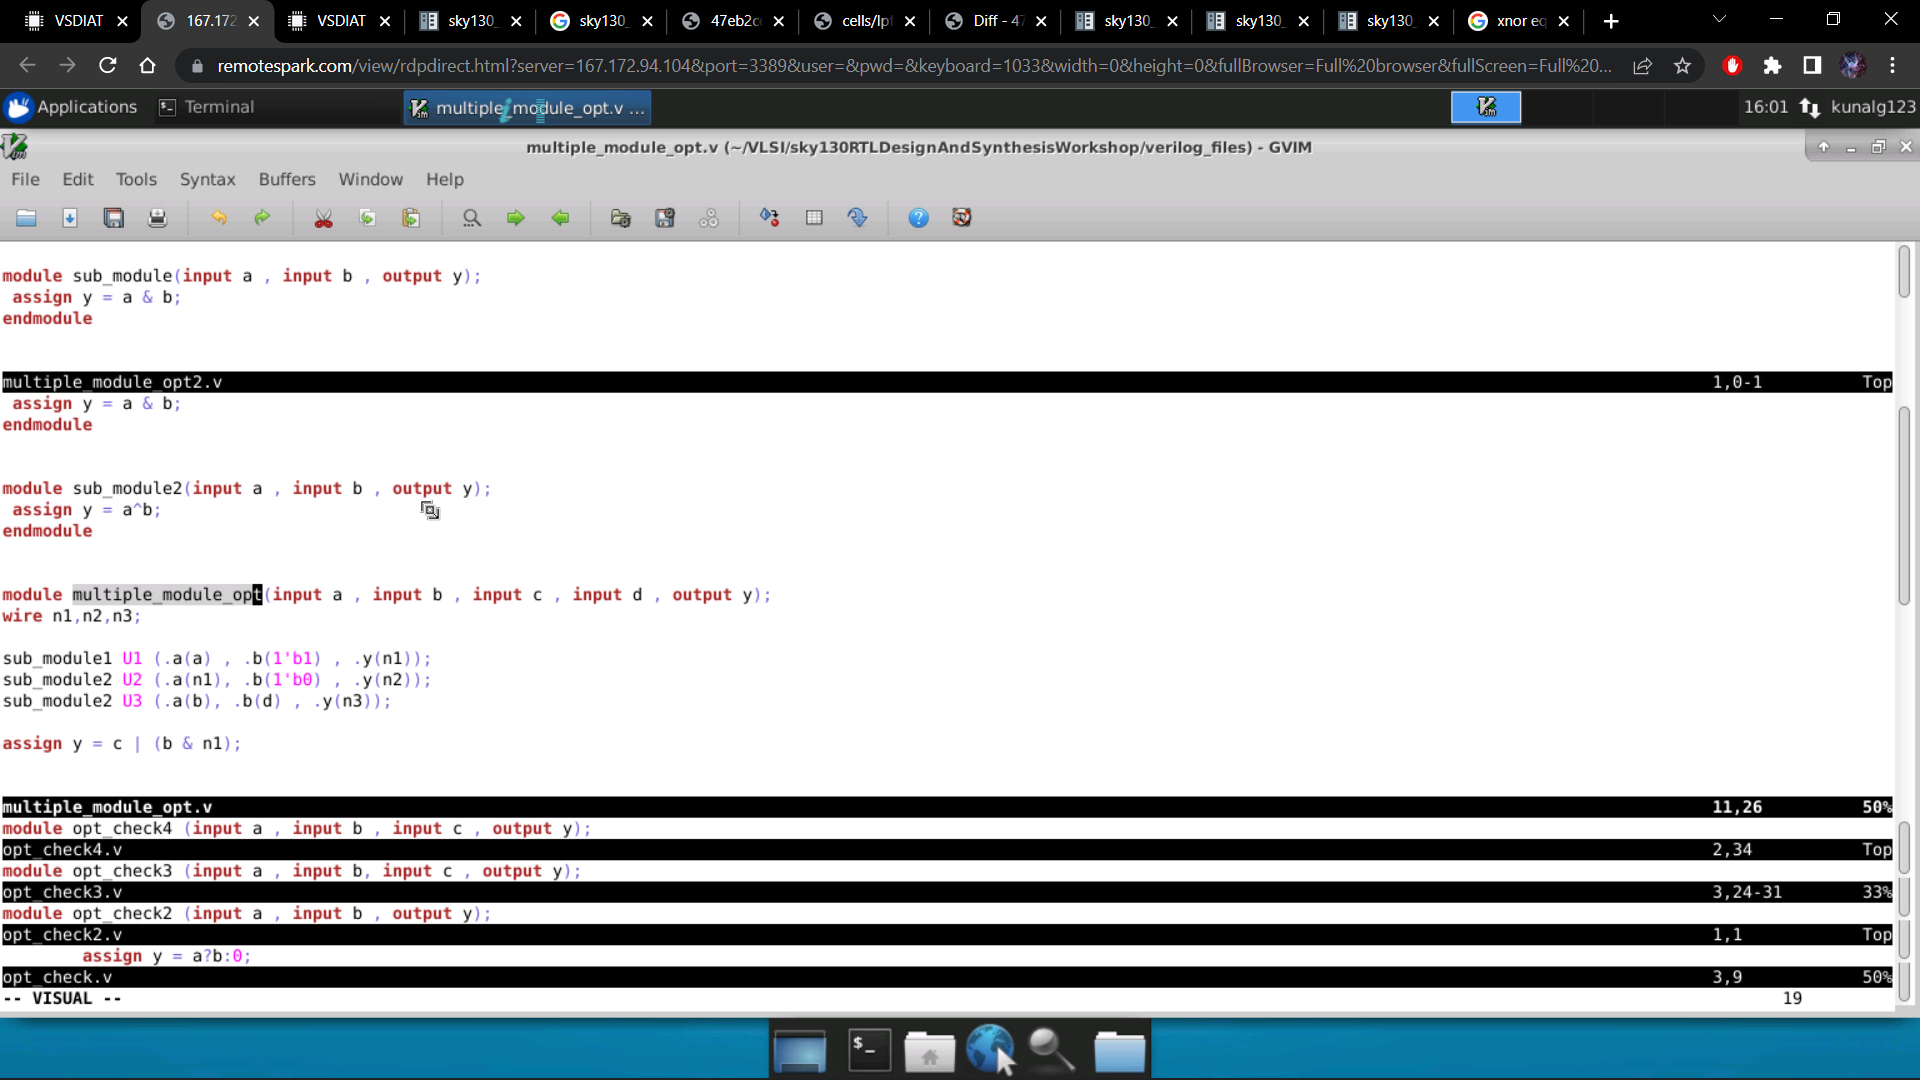 VSDIAT
167.172
VSDIAT
sky130_
sky130_
47eb2c
cells/lpf
Diff - 47
sky130_
sky130_
sky130_
xnor eq
remotespark.com/view/rdpdirect.html?server=167.172.94.104&port=3389&user=&pwd=&keyboard=1033&width=0&height=0&fullBrowser=Full%20browser&fullScreen=Full%20...
Applications
Terminal
multiple_module_opt.v ...
16:01
kunalg123
multiple_module_opt.v (~/VLSI/sky130RTLDesignAndSynthesisWorkshop/verilog_files) - GVIM
File Edit Tools Syntax Buffers Window Help
module sub_module(input a , input b , output y);
assign y = a & b;
endmodule
multiple_module_opt2.v 1,0-1 Top
assign y = a & b;
endmodule
module sub_module2(input a , input b , output y);
assign y = a^b;
endmodule
module multiple_module_opt(input a , input b , input c , input d , output y);
wire n1,n2,n3;
sub_module1 U1 (.a(a) , .b(1'b1) , .y(n1));
sub_module2 U2 (.a(n1), .b(1'b0) , .y(n2));
sub_module2 U3 (.a(b), .b(d) , .y(n3));
assign y = c | (b & n1);
multiple_module_opt.v 11,26 50%
module opt_check4 (input a , input b , input c , output y);
opt_check4.v 2,34 Top
module opt_check3 (input a , input b, input c , output y);
opt_check3.v 3,24-31 33%
module opt_check2 (input a , input b , output y);
opt_check2.v 1,1 Top
assign y = a?b:0;
opt_check.v 3,9 50%
-- VISUAL -- 19